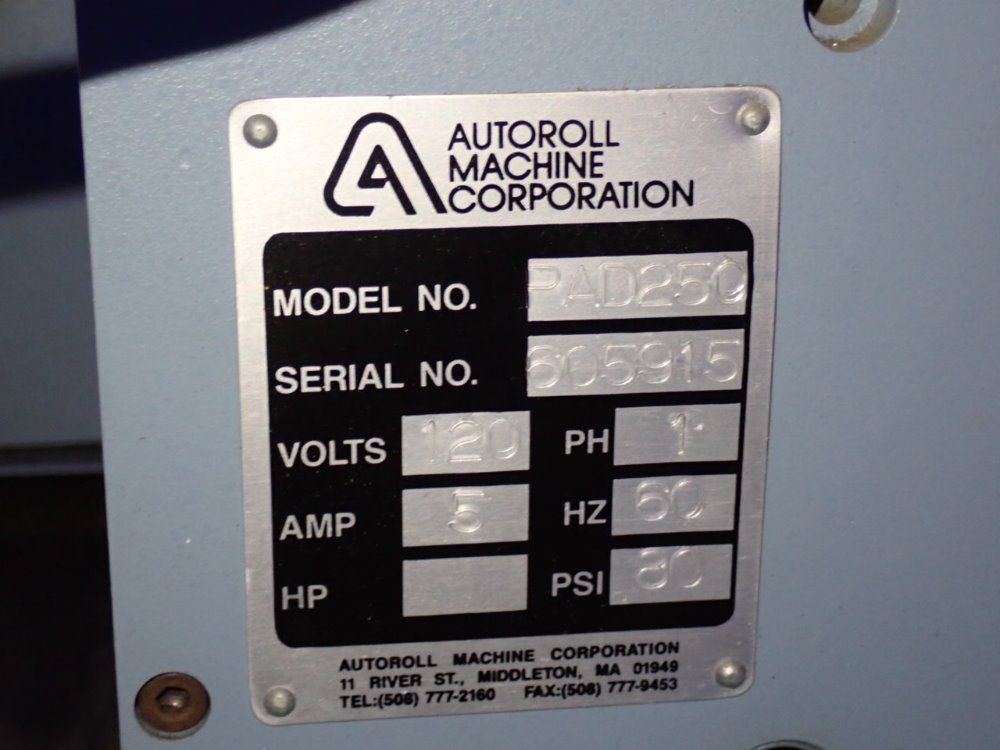 AUTOROLL
MACHINE
CORPORATION
MODEL NO. PAD250
SERIAL NO. 605915
VOLTS 120 PH 1
AMP 5 HZ 60
HP PSI 80
AUTOROLL MACHINE CORPORATION
11 RIVER ST., MIDDLETON, MA 01949
TEL:(508) 777-2160 FAX:(508) 777-9453